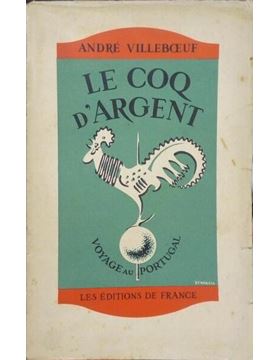 ANDRÉ VILLEBŒUF
LE COQ
D'ARGENT
VOYAGE AU PORTUGAL
LES ÉDITIONS DE FRANCE